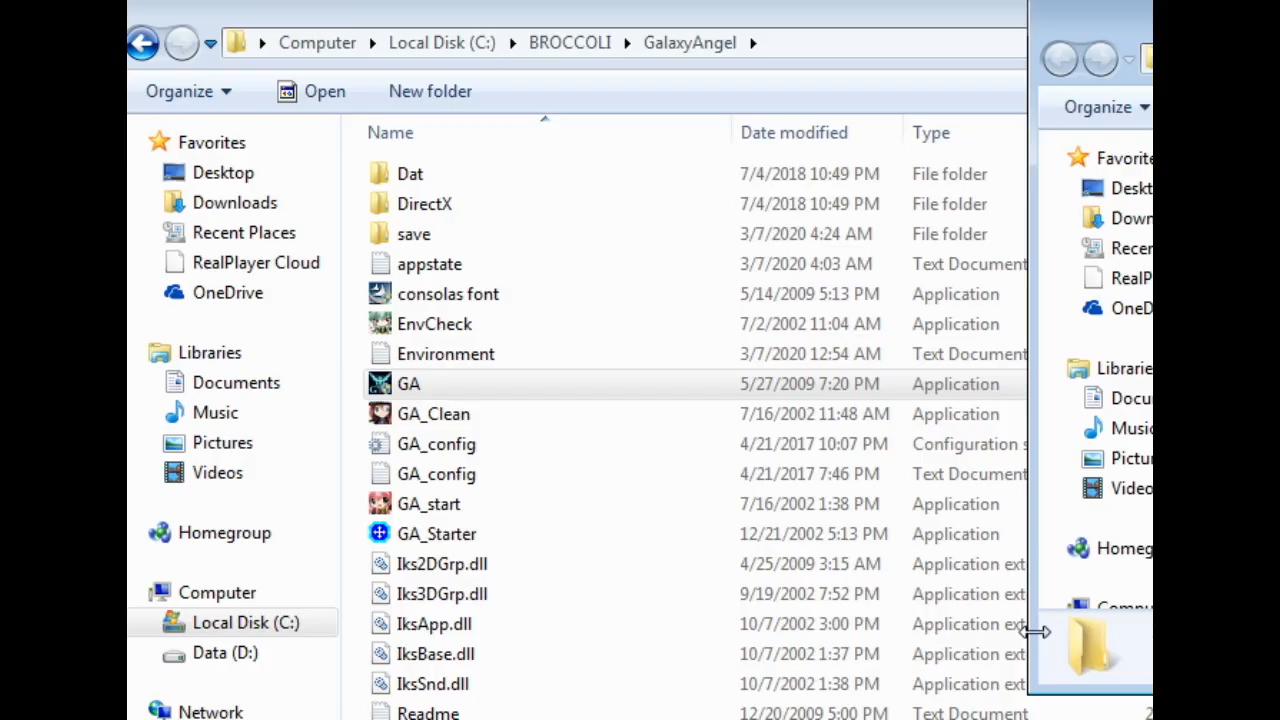 Computer Local Disk (C:) BROCCOLI GalaxyAngel
Organize Open New folder
Organize
Name Date modified Type
Favorites
Desktop
Downloads
Recent Places
RealPlayer Cloud
OneDrive
Libraries
Documents
Music
Pictures
Videos
Homegroup
Computer
Local Disk (C:)
Data (D:)
Network
Dat 7/4/2018 10:49 PM File folder
DirectX 7/4/2018 10:49 PM File folder
save 3/7/2020 4:24 AM File folder
appstate 3/7/2020 4:03 AM Text Document
consolas font 5/14/2009 5:13 PM Application
EnvCheck 7/2/2002 11:04 AM Application
Environment 3/7/2020 12:54 AM Text Document
GA 5/27/2009 7:20 PM Application
GA_Clean 7/16/2002 11:48 AM Application
GA_config 4/21/2017 10:07 PM Configuration s
GA_config 4/21/2017 7:46 PM Text Document
GA_start 7/16/2002 1:38 PM Application
GA_Starter 12/21/2002 5:13 PM Application
Iks2DGrp.dll 4/25/2009 3:15 AM Application ext
Iks3DGrp.dll 9/19/2002 7:52 PM Application ext
IksApp.dll 10/7/2002 3:00 PM Application ext
IksBase.dll 10/7/2002 1:37 PM Application ext
IksSnd.dll 10/7/2002 1:38 PM Application ext
Readme 12/20/2009 5:00 PM Text Document
Favorite
Deskt
Down
Recer
RealP
OneD
Librarie
Docu
Music
Pictu
Video
Homeg